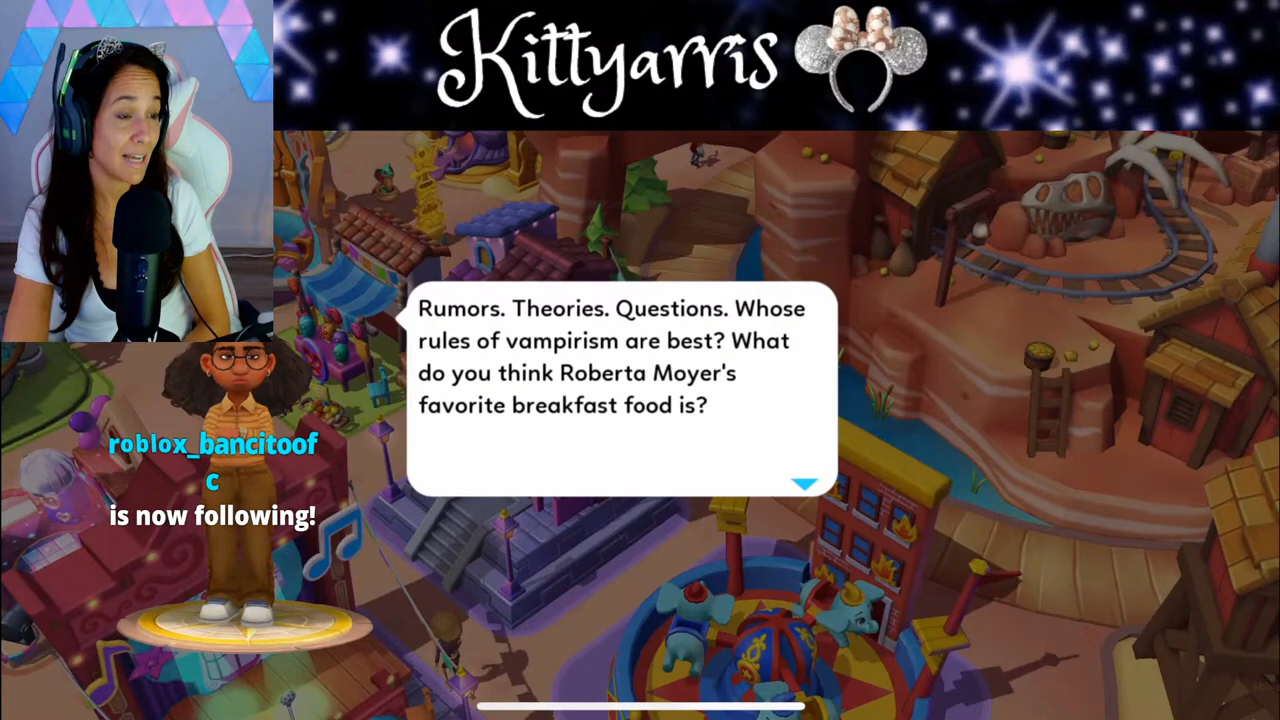 Kittyarris
Rumors. Theories. Questions. Whose
rules of vampirism are best? What
do you think Roberta Moyer's
favorite breakfast food is?
roblox_bancitoof
c
is now following!